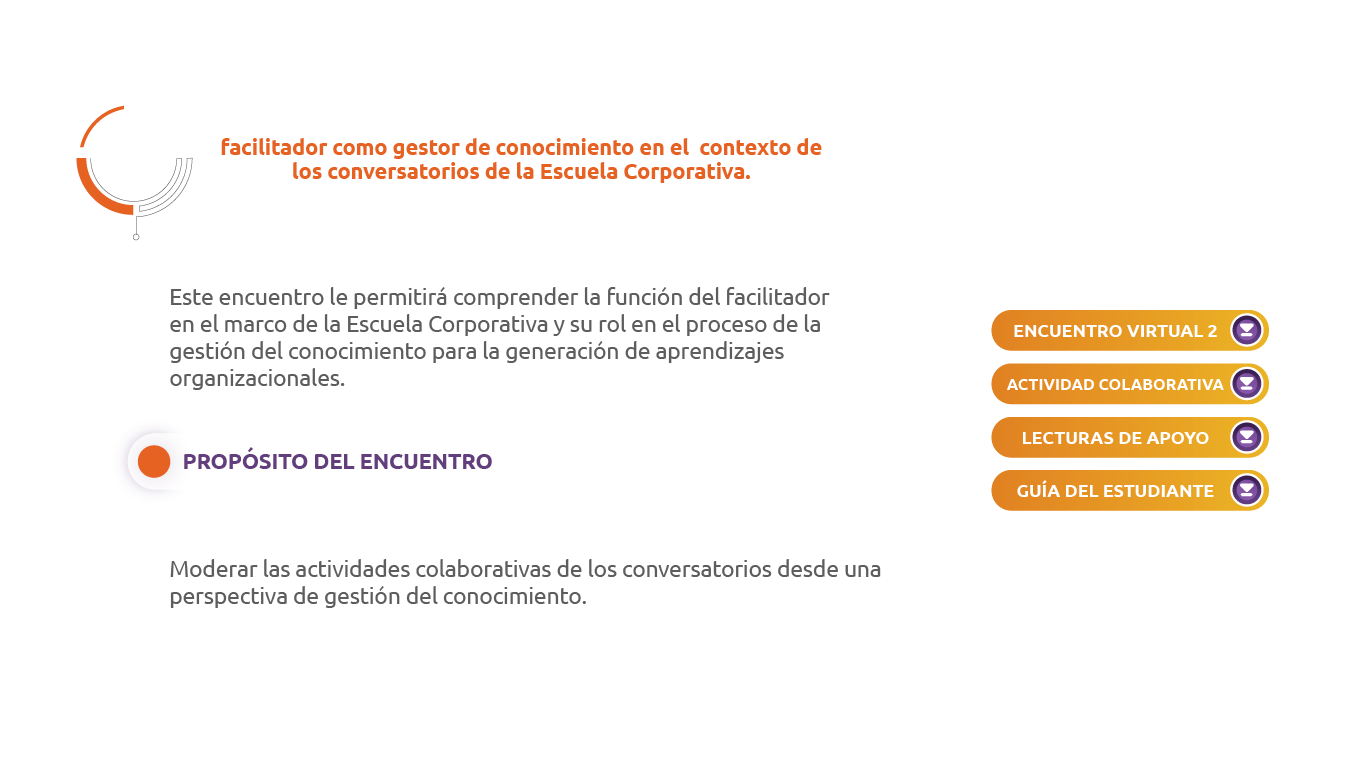 facilitador como gestor de conocimiento en el  contexto de
los conversatorios de la Escuela Corporativa.
Este encuentro le permitirá comprender la función del facilitador
en el marco de la Escuela Corporativa y su rol en el proceso de la
gestión del conocimiento para la generación de aprendizajes
organizacionales.
PROPÓSITO DEL ENCUENTRO
Moderar las actividades colaborativas de los conversatorios desde una
perspectiva de gestión del conocimiento.
ENCUENTRO VIRTUAL 2
ACTIVIDAD COLABORATIVA
LECTURAS DE APOYO
GUÍA DEL ESTUDIANTE